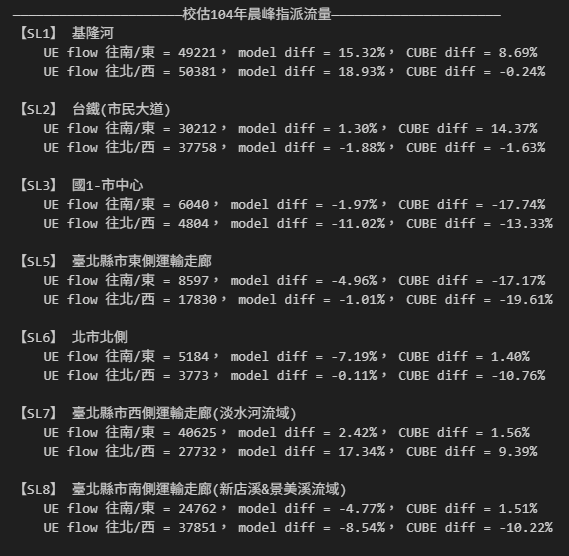 ————————————————————校估104年晨峰指派流量————————————————————
【SL1】 基隆河
UE flow 往南/東 = 49221, model diff = 15.32%, CUBE diff = 8.69%
UE flow 往北/西 = 50381, model diff = 18.93%, CUBE diff = -0.24%
【SL2】 台鐵(市民大道)
UE flow 往南/東 = 30212, model diff = 1.30%, CUBE diff = 14.37%
UE flow 往北/西 = 37758, model diff = -1.88%, CUBE diff = -1.63%
【SL3】 國1-市中心
UE flow 往南/東 = 6040, model diff = -1.97%, CUBE diff = -17.74%
UE flow 往北/西 = 4804, model diff = -11.02%, CUBE diff = -13.33%
【SL5】 臺北縣市東側運輸走廊
UE flow 往南/東 = 8597, model diff = -4.96%, CUBE diff = -17.17%
UE flow 往北/西 = 17830, model diff = -1.01%, CUBE diff = -19.61%
【SL6】 北市北側
UE flow 往南/東 = 5184, model diff = -7.19%, CUBE diff = 1.40%
UE flow 往北/西 = 3773, model diff = -0.11%, CUBE diff = -10.76%
【SL7】 臺北縣市西側運輸走廊(淡水河流域)
UE flow 往南/東 = 40625, model diff = 2.42%, CUBE diff = 1.56%
UE flow 往北/西 = 27732, model diff = 17.34%, CUBE diff = 9.39%
【SL8】 臺北縣市南側運輸走廊(新店溪&景美溪流域)
UE flow 往南/東 = 24762, model diff = -4.77%, CUBE diff = 1.51%
UE flow 往北/西 = 37851, model diff = -8.54%, CUBE diff = -10.22%